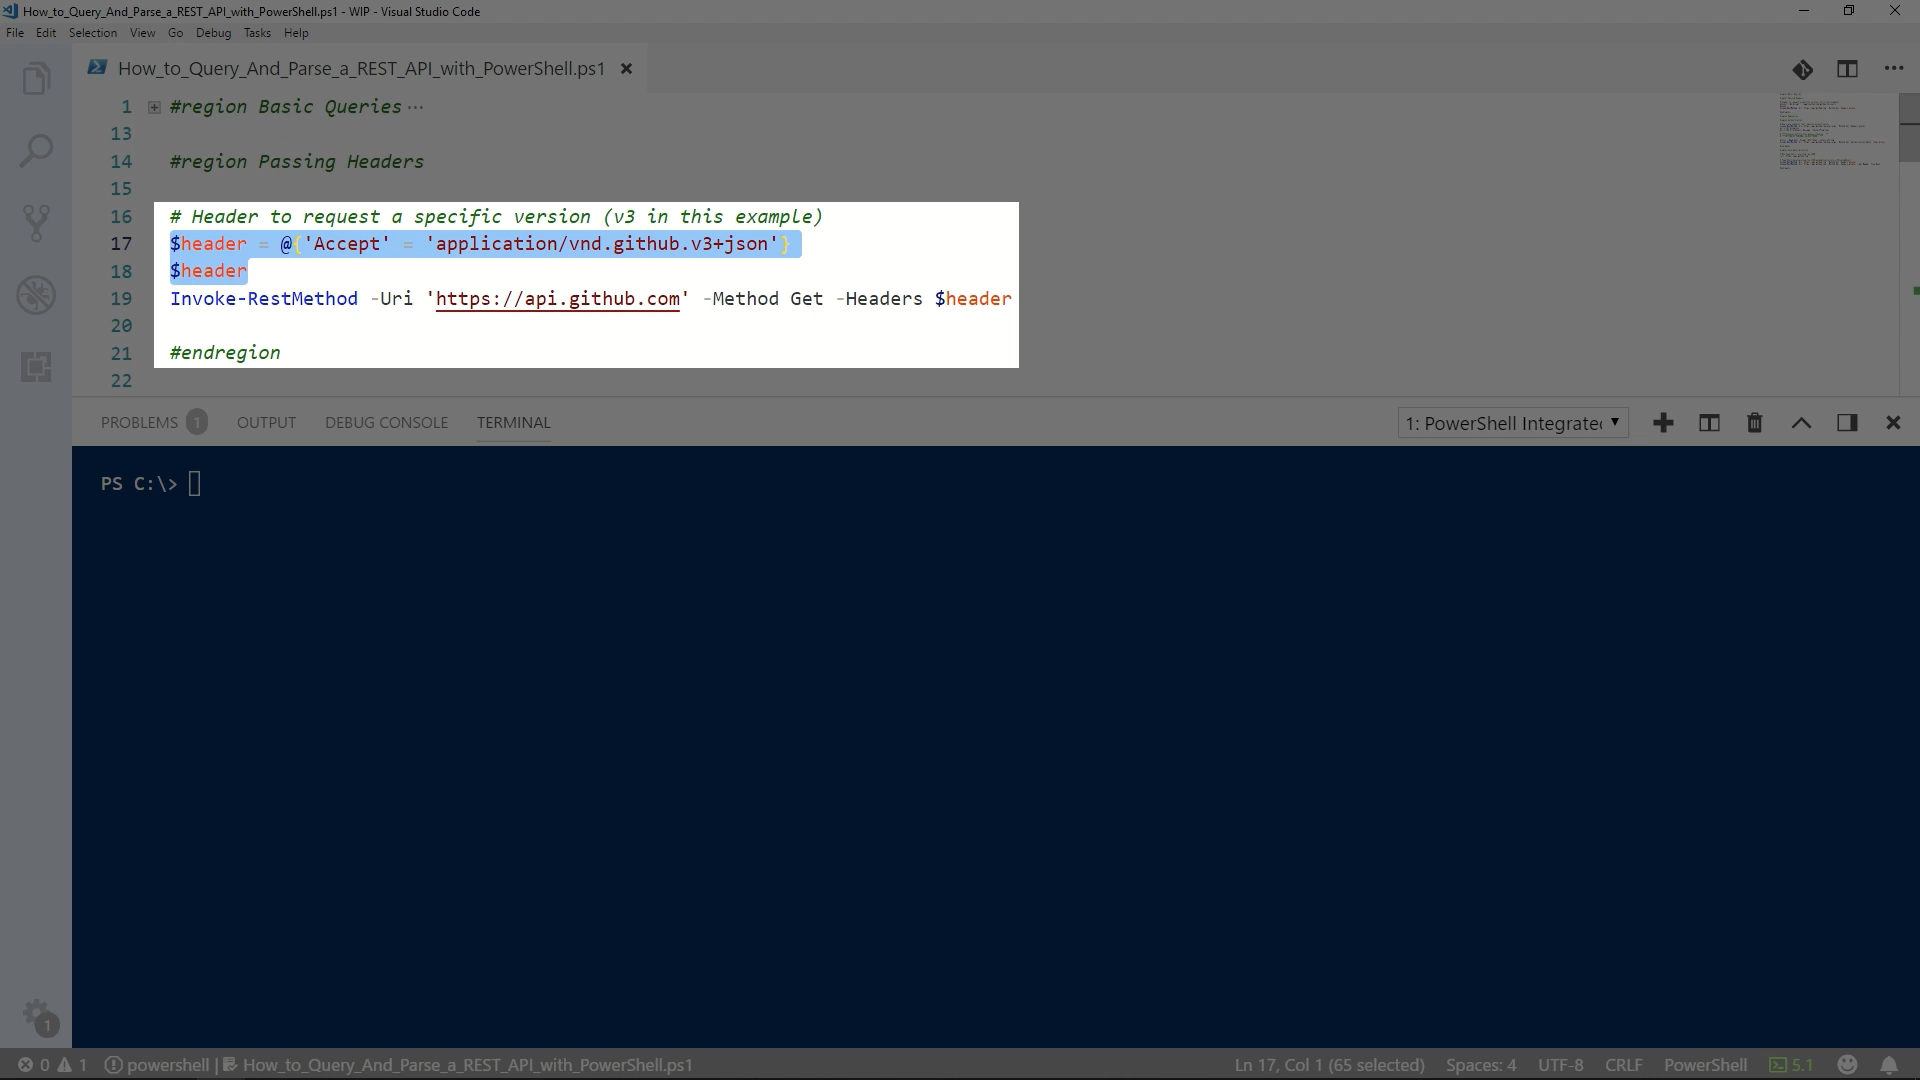 How_to_Query_And_Parse_a_REST_API_with_PowerShell.ps1 - WIP - Visual Studio Code
File Edit Selection View Go Debug Tasks Help
How_to_Query_And_Parse_a_REST_API_with_PowerShell.ps1
1 #region Basic Queries ...
13
14 #region Passing Headers
15
16 # Header to request a specific version (v3 in this example)
17 $header = @{'Accept' = 'application/vnd.github.v3+json'}
18 $header
19 Invoke-RestMethod -Uri 'https://api.github.com' -Method Get -Headers $header
20
21 #endregion
22
PROBLEMS 1 OUTPUT DEBUG CONSOLE TERMINAL 1: PowerShell Integrated
PS C:\>
1
0 1 powershell | How_to_Query_And_Parse_a_REST_API_with_PowerShell.ps1 Ln 17, Col 1 (65 selected) Spaces: 4 UTF-8 CRLF PowerShell 5.1